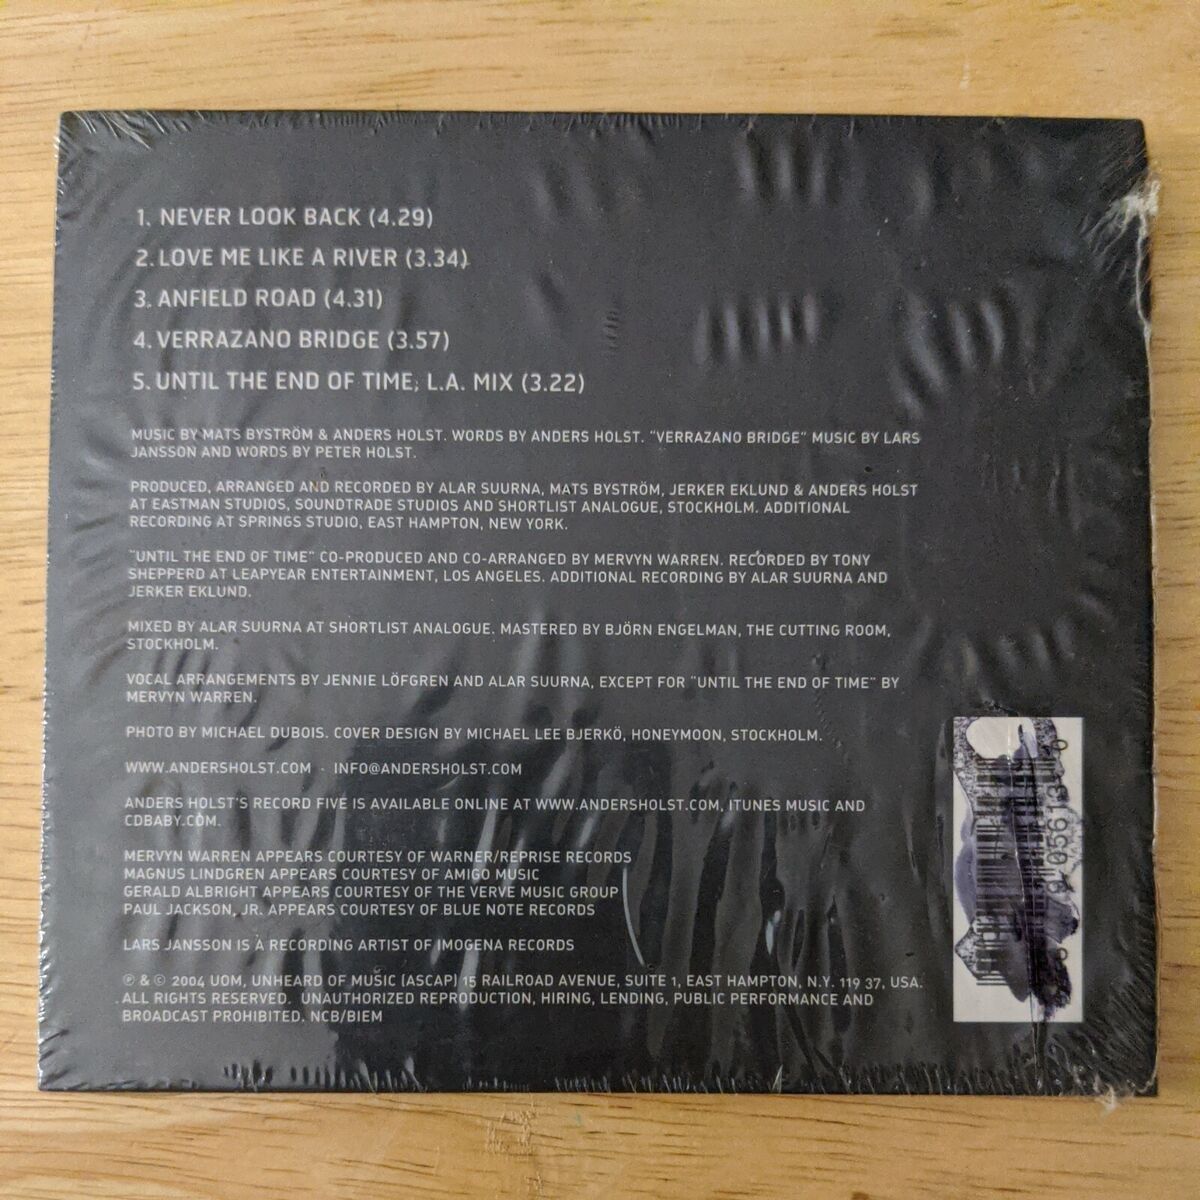 1. NEVER LOOK BACK (4.29)
2. LOVE ME LIKE A RIVER (3.34)
3. ANFIELD ROAD (4.31)
4. VERRAZANO BRIDGE (3.57)
5. UNTIL THE END OF TIME, L.A. MIX (3.22)
MUSIC BY MATS BYSTRÖM & ANDERS HOLST. WORDS BY ANDERS HOLST. "VERRAZANO BRIDGE" MUSIC BY LARS
JANSSON AND WORDS BY PETER HOLST.
PRODUCED, ARRANGED AND RECORDED BY ALAR SUURNA, MATS BYSTRÖM, JERKER EKLUND & ANDERS HOLST
AT EASTMAN STUDIOS, SOUNDTRADE STUDIOS AND SHORTLIST ANALOGUE, STOCKHOLM. ADDITIONAL
RECORDING AT SPRINGS STUDIO, EAST HAMPTON, NEW YORK.
"UNTIL THE END OF TIME" CO-PRODUCED AND CO-ARRANGED BY MERVYN WARREN. RECORDED BY TONY
SHEPPERD AT LEAPYEAR ENTERTAINMENT, LOS ANGELES. ADDITIONAL RECORDING BY ALAR SUURNA AND
JERKER EKLUND.
MIXED BY ALAR SUURNA AT SHORTLIST ANALOGUE. MASTERED BY BJÖRN ENGELMAN, THE CUTTING ROOM,
STOCKHOLM.
VOCAL ARRANGEMENTS BY JENNIE LÖFGREN AND ALAR SUURNA, EXCEPT FOR "UNTIL THE END OF TIME" BY
MERVYN WARREN.
PHOTO BY MICHAEL DUBOIS. COVER DESIGN BY MICHAEL LEE BJERKÖ, HONEYMOON, STOCKHOLM.
WWW.ANDERSHOLST.COM - INFO@ANDERSHOLST.COM
ANDERS HOLST'S RECORD FIVE IS AVAILABLE ONLINE AT WWW.ANDERSHOLST.COM, ITUNES MUSIC AND
CDBABY.COM.
MERVYN WARREN APPEARS COURTESY OF WARNER/REPRISE RECORDS
MAGNUS LINDGREN APPEARS COURTESY OF AMIGO MUSIC
GERALD ALBRIGHT APPEARS COURTESY OF THE VERVE MUSIC GROUP
PAUL JACKSON, JR. APPEARS COURTESY OF BLUE NOTE RECORDS
LARS JANSSON IS A RECORDING ARTIST OF IMOGENA RECORDS
℗ & © 2004 UOM, UNHEARD OF MUSIC (ASCAP) 15 RAILROAD AVENUE, SUITE 1, EAST HAMPTON, N.Y. 119 37, USA.
ALL RIGHTS RESERVED. UNAUTHORIZED REPRODUCTION, HIRING, LENDING, PUBLIC PERFORMANCE AND
BROADCAST PROHIBITED. NCB/BIEM